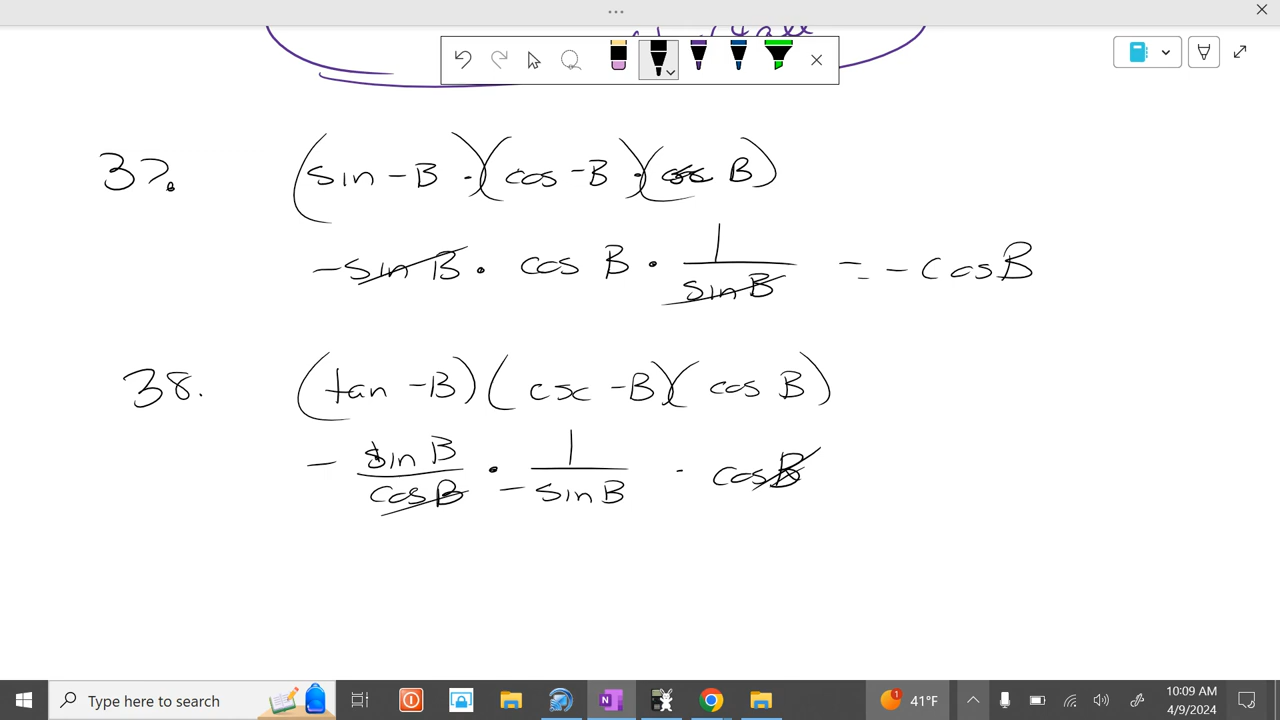 37. (sin -B ·)(cos -B ·(csc B)
-sin B · cos B · 1/sin B = - cos B
38. (tan -B)(csc -B)(cos B)
- sin B/cos B · 1/- sin B · cos B
Type here to search
1
41°F
10:09 AM
4/9/2024